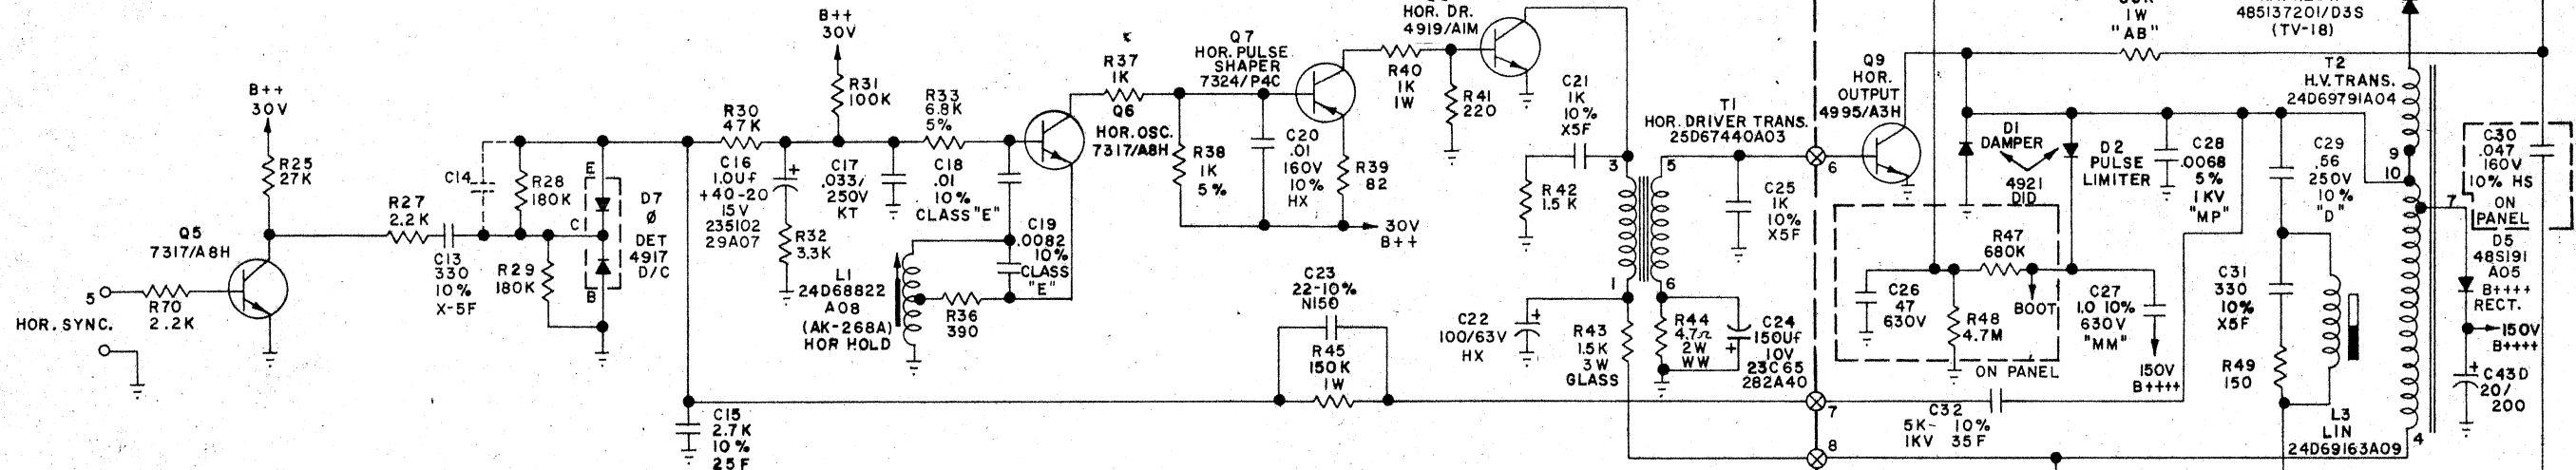 B++
30V
R25
27K
Q5
7317/A8H
5
R70
2.2K
HOR. SYNC.
R27
2.2K
C13
330
10%
X-5F
C14
R28
180K
R29
180K
E
C
B
D7
Ø
DET
4917
D/C
R30
47K
C16
1.0Uf
+40-20
15V
235102
29A07
R32
3.3K
B++
30V
R31
100K
C17
.033/
250V
KT
R33
6.8K
5%
C18
.01
10%
CLASS "E"
C19
.0082
10%
CLASS
"E"
L1
24D68822
A08
(AK-268A)
HOR HOLD
R36
390
C15
2.7K
10%
25F
R37
1K
Q6
HOR. OSC.
7317/A8H
Q7
HOR. PULSE
SHAPER
7324/P4C
R38
1K
5%
C20
.01
160V
10%
HX
R39
82
30V
B++
HOR. DR.
4919/A1M
R40
1K
1W
R41
220
C21
1K
10%
X5F
R42
1.5K
C23
22-10%
N150
R45
150K
1W
C22
100/63V
HX
T1
HOR. DRIVER TRANS.
25D67440A03
3
5
1
6
R43
1.5K
3W
GLASS
R44
4.7Ω
2W
WW
C24
150Uf
10V
23C65
282A40
C25
1K
10%
X5F
6
7
8
Q9
HOR.
OUTPUT
4995/A3H
1W
"AB"
485137201/D3S
(TV-18)
D1
DAMPER
D2
PULSE
LIMITER
4921
DID
C28
.0068
5%
1KV
"MP"
R47
680K
C26
47
630V
R48
4.7M
BOOT
ON PANEL
C27
1.0 10%
630V
"MM"
150V
B++++
C32
5K- 10%
1KV 35F
T2
H.V. TRANS.
24D69791A04
9
10
7
4
C29
.56
250V
10%
"D"
C31
330
10%
X5F
R49
150
L3
LIN
24D69163A09
C30
.047
160V
10% HS
ON
PANEL
D5
48S191
A05
B++++
RECT.
150V
B++++
C43D
20/
200